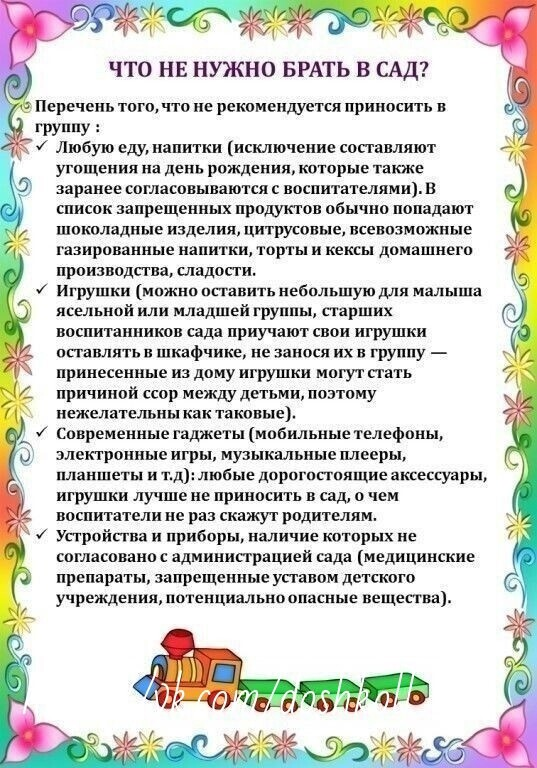 ЧТО НЕ НУЖНО БРАТЬ В САД?
Перечень того, что не рекомендуется приносить в
группу :
✓ Любую еду, напитки (исключение составляют
угощения на день рождения, которые также
заранее согласовываются с воспитателями). В
список запрещенных продуктов обычно попадают
шоколадные изделия, цитрусовые, всевозможные
газированные напитки, торты и кексы домашнего
производства, сладости.
✓ Игрушки (можно оставить небольшую для малыша
ясельной или младшей группы, старших
воспитанников сада приучают свои игрушки
оставлять в шкафчике, не занося их в группу —
принесенные из дому игрушки могут стать
причиной ссор между детьми, поэтому
нежелательны как таковые).
✓ Современные гаджеты (мобильные телефоны,
электронные игры, музыкальные плееры,
планшеты и т.д): любые дорогостоящие аксессуары,
игрушки лучше не приносить в сад, о чем
воспитатели не раз скажут родителям.
✓ Устройства и приборы, наличие которых не
согласовано с администрацией сада (медицинские
препараты, запрещенные уставом детского
учреждения, потенциально опасные вещества).